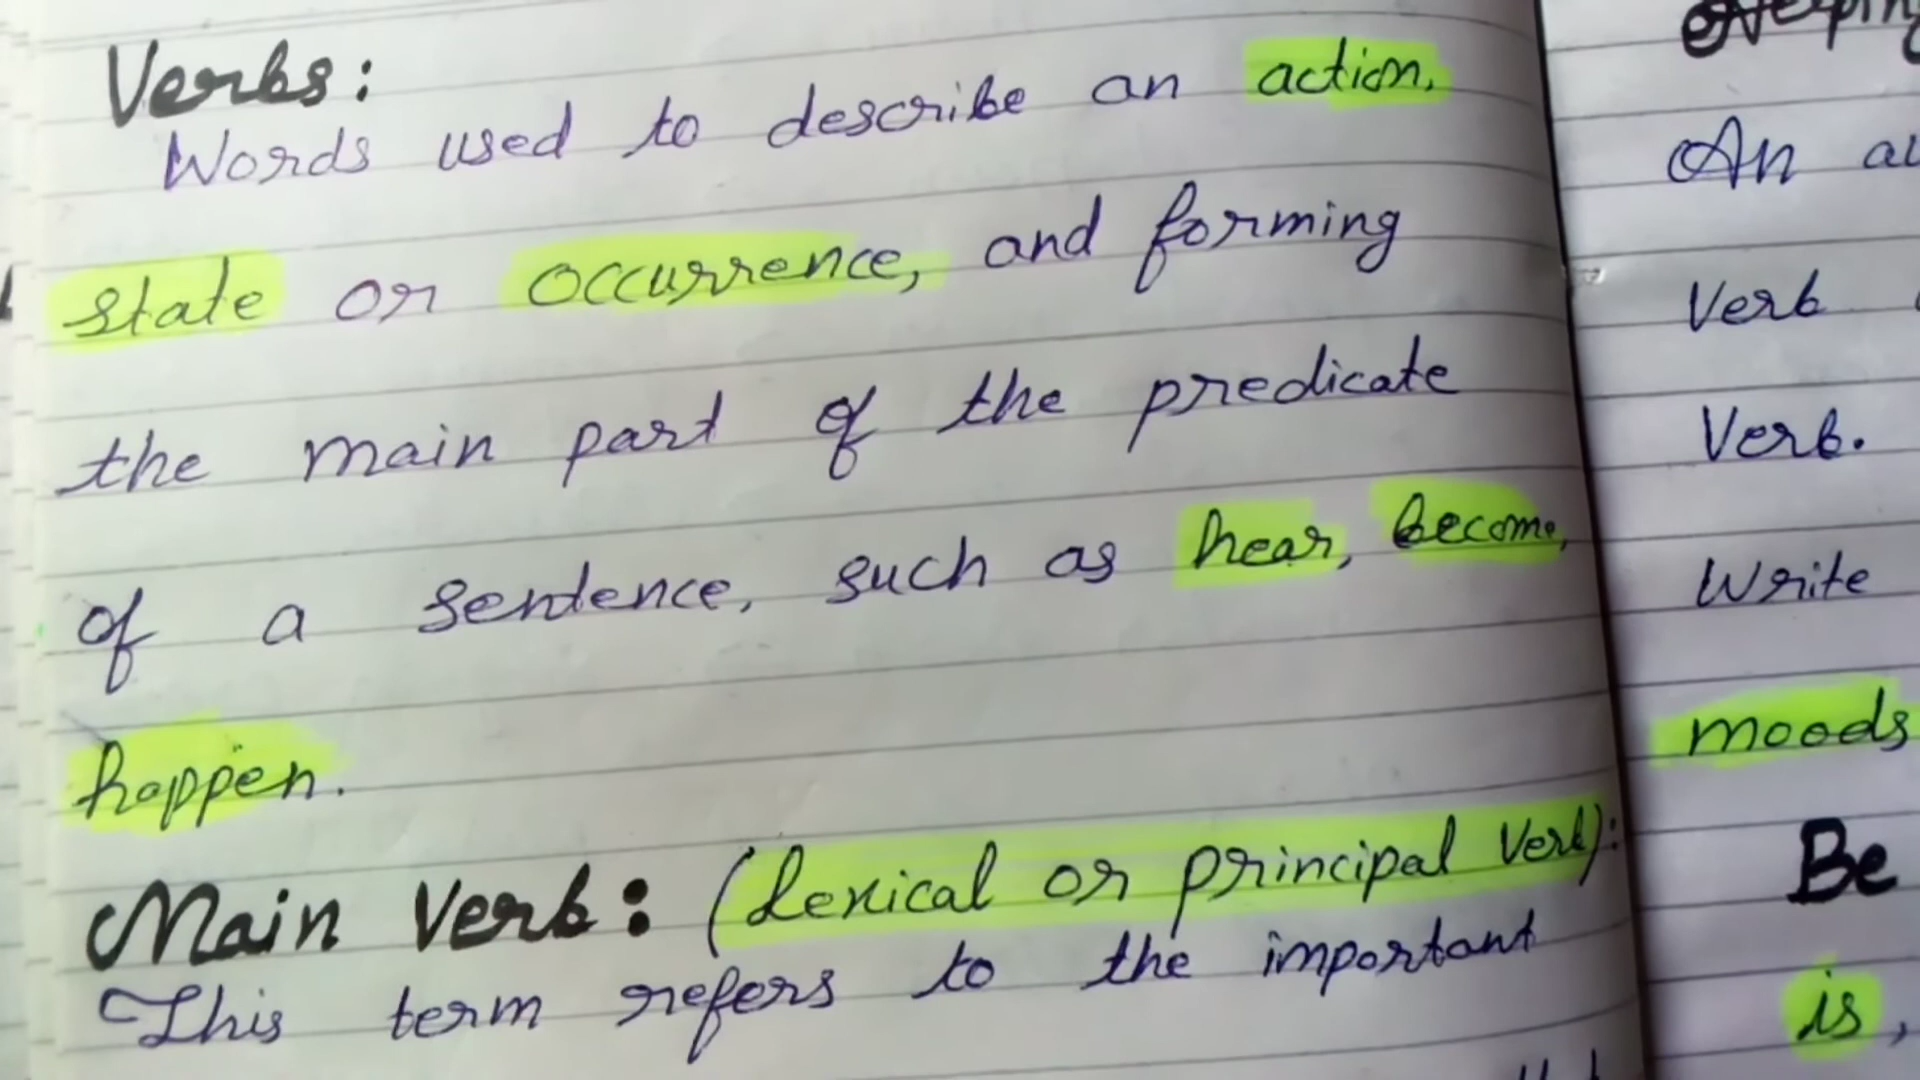 Verbs:
Words used to describe an action,
state or occurrence, and forming
the main part of the predicate
of a sentence, such as hear, become,
happen.
Main Verb: (Lexical or principal Verb):
This term refers to the important
An
Verb
Verb.
Write
moods
Be
is,